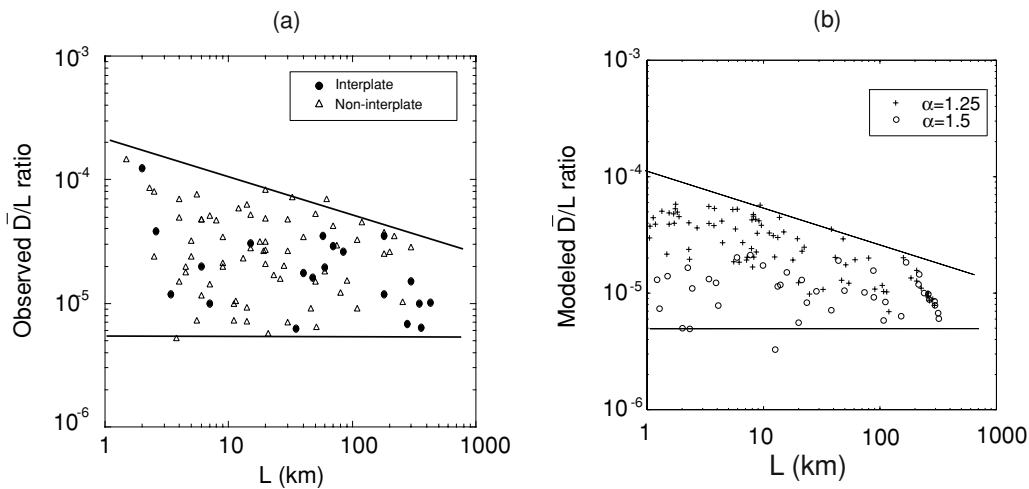 (a)
10⁻³
10⁻⁴
10⁻⁵
10⁻⁶
Observed D̄/L ratio
Interplate
Non-interplate
1
10
100
1000
L (km)
(b)
10⁻³
10⁻⁴
10⁻⁵
10⁻⁶
Modeled D̄/L ratio
α=1.25
α=1.5
1
10
100
1000
L (km)